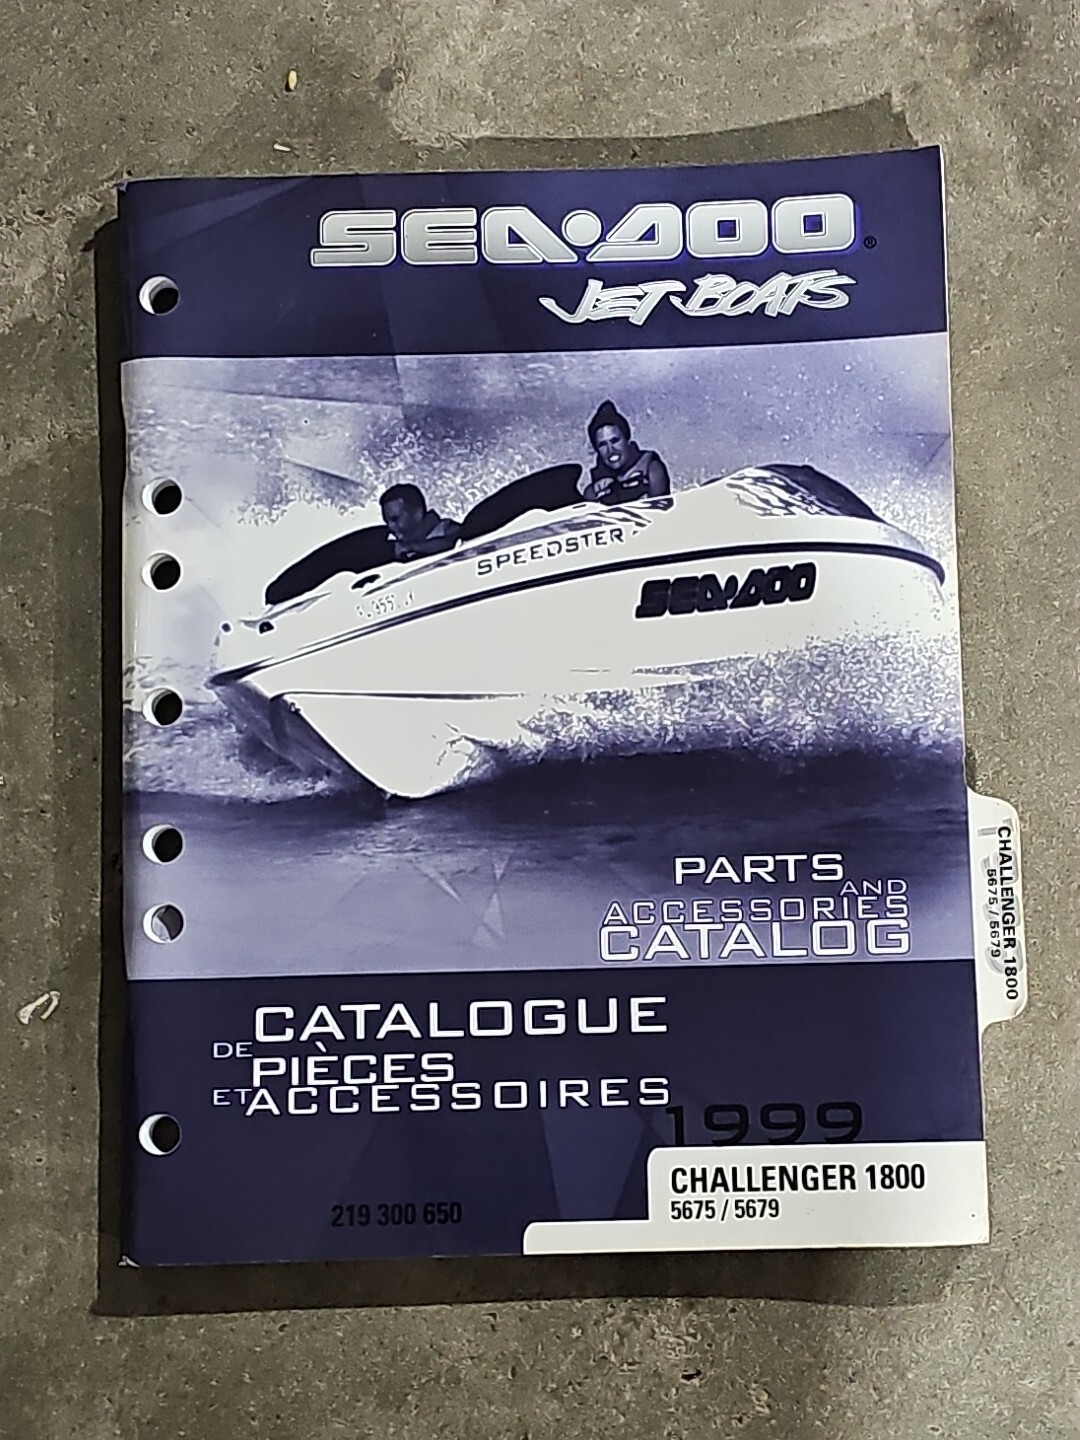 SEA-DOO®
JET BOATS
SPEEDSTER
SEA-DOO
PARTS
AND
ACCESSORIES
CATALOG
CHALLENGER 1800
5675 / 5679
CATALOGUE
DE
PIÈCES
ET ACCESSOIRES
1999
CHALLENGER 1800
5675 / 5679
219 300 650